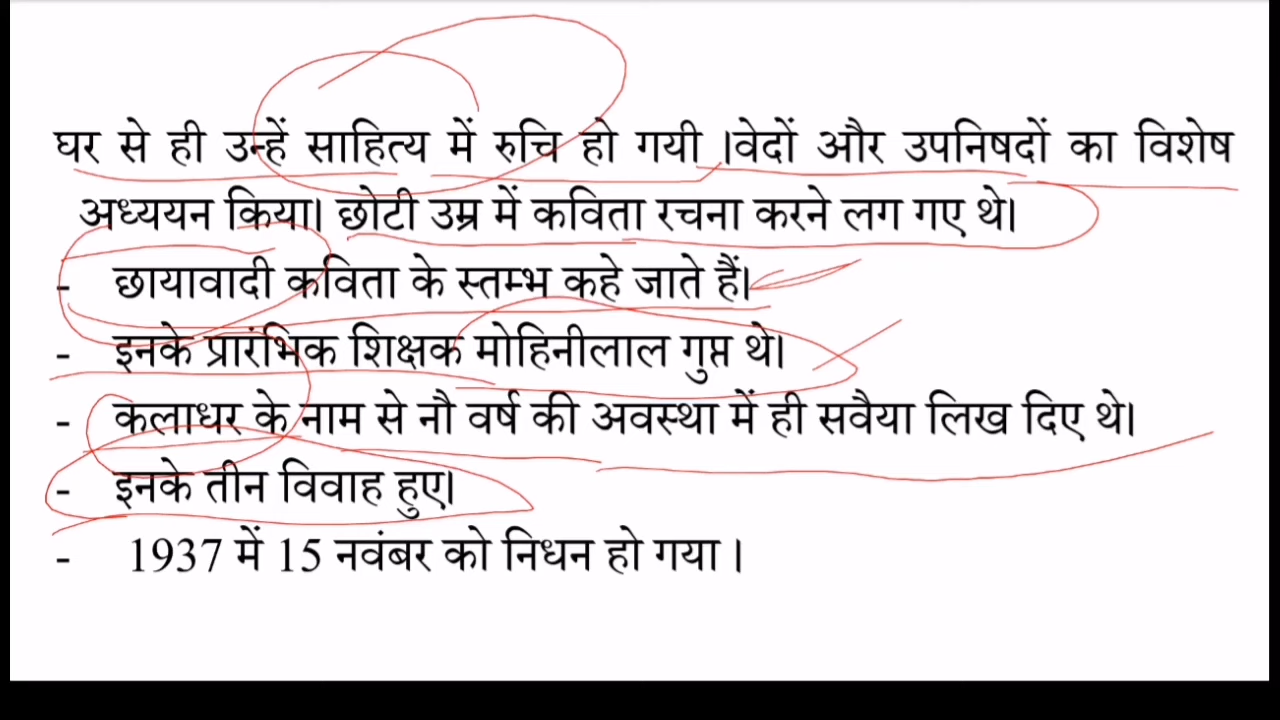 घर से ही उन्हें साहित्य में रुचि हो गयी ।वेदों और उपनिषदों का विशेष
अध्ययन किया। छोटी उम्र में कविता रचना करने लग गए थे।
- छायावादी कविता के स्तम्भ कहे जाते हैं।
- इनके प्रारंभिक शिक्षक मोहिनीलाल गुप्त थे।
- कलाधर के नाम से नौ वर्ष की अवस्था में ही सवैया लिख दिए थे।
- इनके तीन विवाह हुए।
- 1937 में 15 नवंबर को निधन हो गया ।